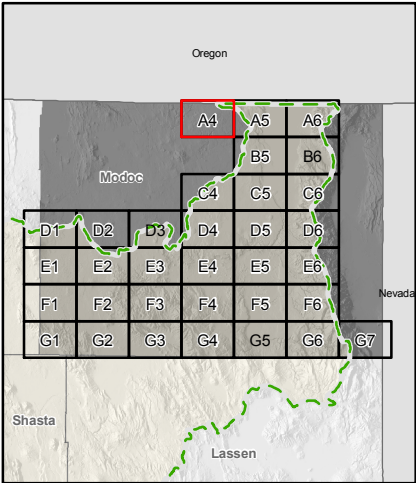 Oregon
A4 A5 A6
B5 B6
Modoc
C4 C5 C6
D1 D2 D3 D4 D5 D6
E1 E2 E3 E4 E5 E6
Nevada
F1 F2 F3 F4 F5 F6
G1 G2 G3 G4 G5 G6 G7
Shasta
Lassen